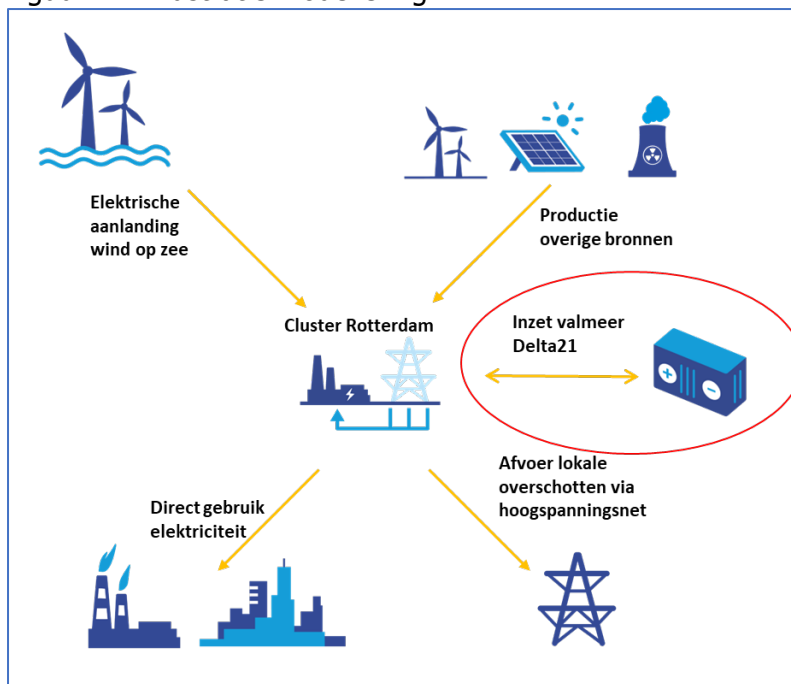 Elektrische
aanlanding
wind op zee
Productie
overige bronnen
Cluster Rotterdam
Inzet valmeer
Delta21
+
−
Direct gebruik
elektriciteit
Afvoer lokale
overschotten via
hoogspanningsnet